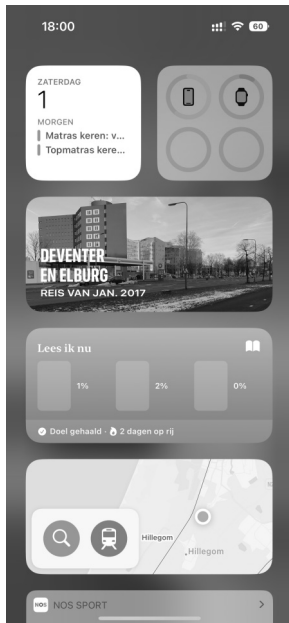 18:00
60
ZATERDAG
1
MORGEN
Matras keren: v...
Topmatras kere...
DEVENTER
EN ELBURG
REIS VAN JAN. 2017
Lees ik nu
1%
2%
0%
Doel gehaald · 2 dagen op rij
Hillegom
Hillegom
NOS NOS SPORT